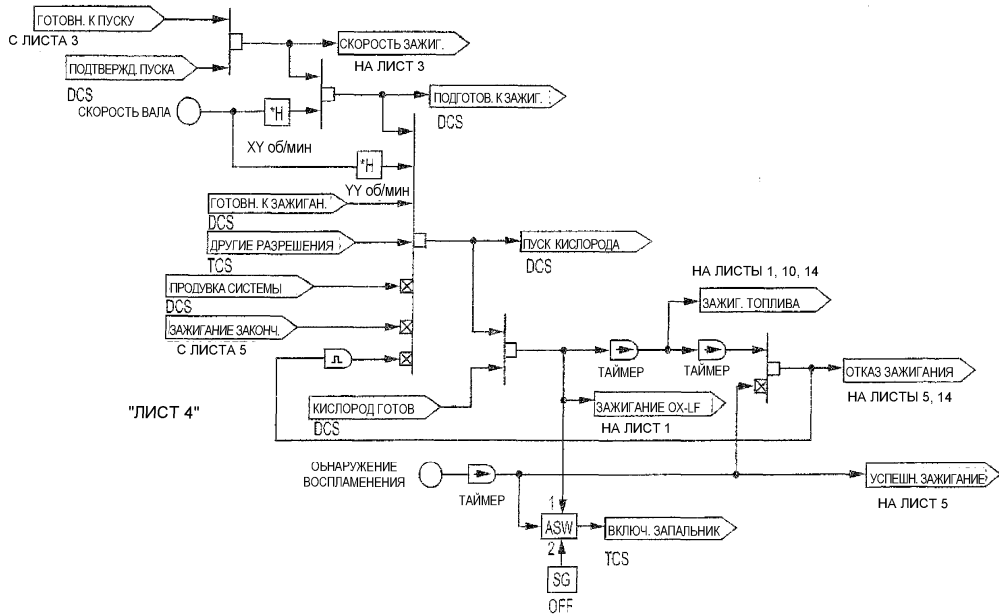 ГОТОВН. К ПУСКУ
С ЛИСТА 3
СКОРОСТЬ ЗАЖИГ.
НА ЛИСТ 3
ПОДТВЕРЖД. ПУСКА
DCS
СКОРОСТЬ ВАЛА
*H
XY об/мин
ПОДГОТОВ. К ЗАЖИГ.
DCS
*H
YY об/мин
ГОТОВН. К ЗАЖИГАН.
DCS
ДРУГИЕ РАЗРЕШЕНИЯ
TCS
ПУСК КИСЛОРОДА
DCS
ПРОДУВКА СИСТЕМЫ
DCS
ЗАЖИГАНИЕ ЗАКОНЧ.
С ЛИСТА 5
НА ЛИСТЫ 1, 10, 14
ЗАЖИГ. ТОПЛИВА
ТАЙМЕР
ТАЙМЕР
ОТКАЗ ЗАЖИГАНИЯ
НА ЛИСТЫ 5, 14
"ЛИСТ 4"
КИСЛОРОД ГОТОВ
DCS
ЗАЖИГАНИЕ OX-LF
НА ЛИСТ 1
ОБНАРУЖЕНИЕ
ВОСПЛАМЕНЕНИЯ
ТАЙМЕР
УСПЕШН. ЗАЖИГАНИЕ
НА ЛИСТ 5
1
ASW
2
ВКЛЮЧ. ЗАПАЛЬНИК
TCS
SG
OFF